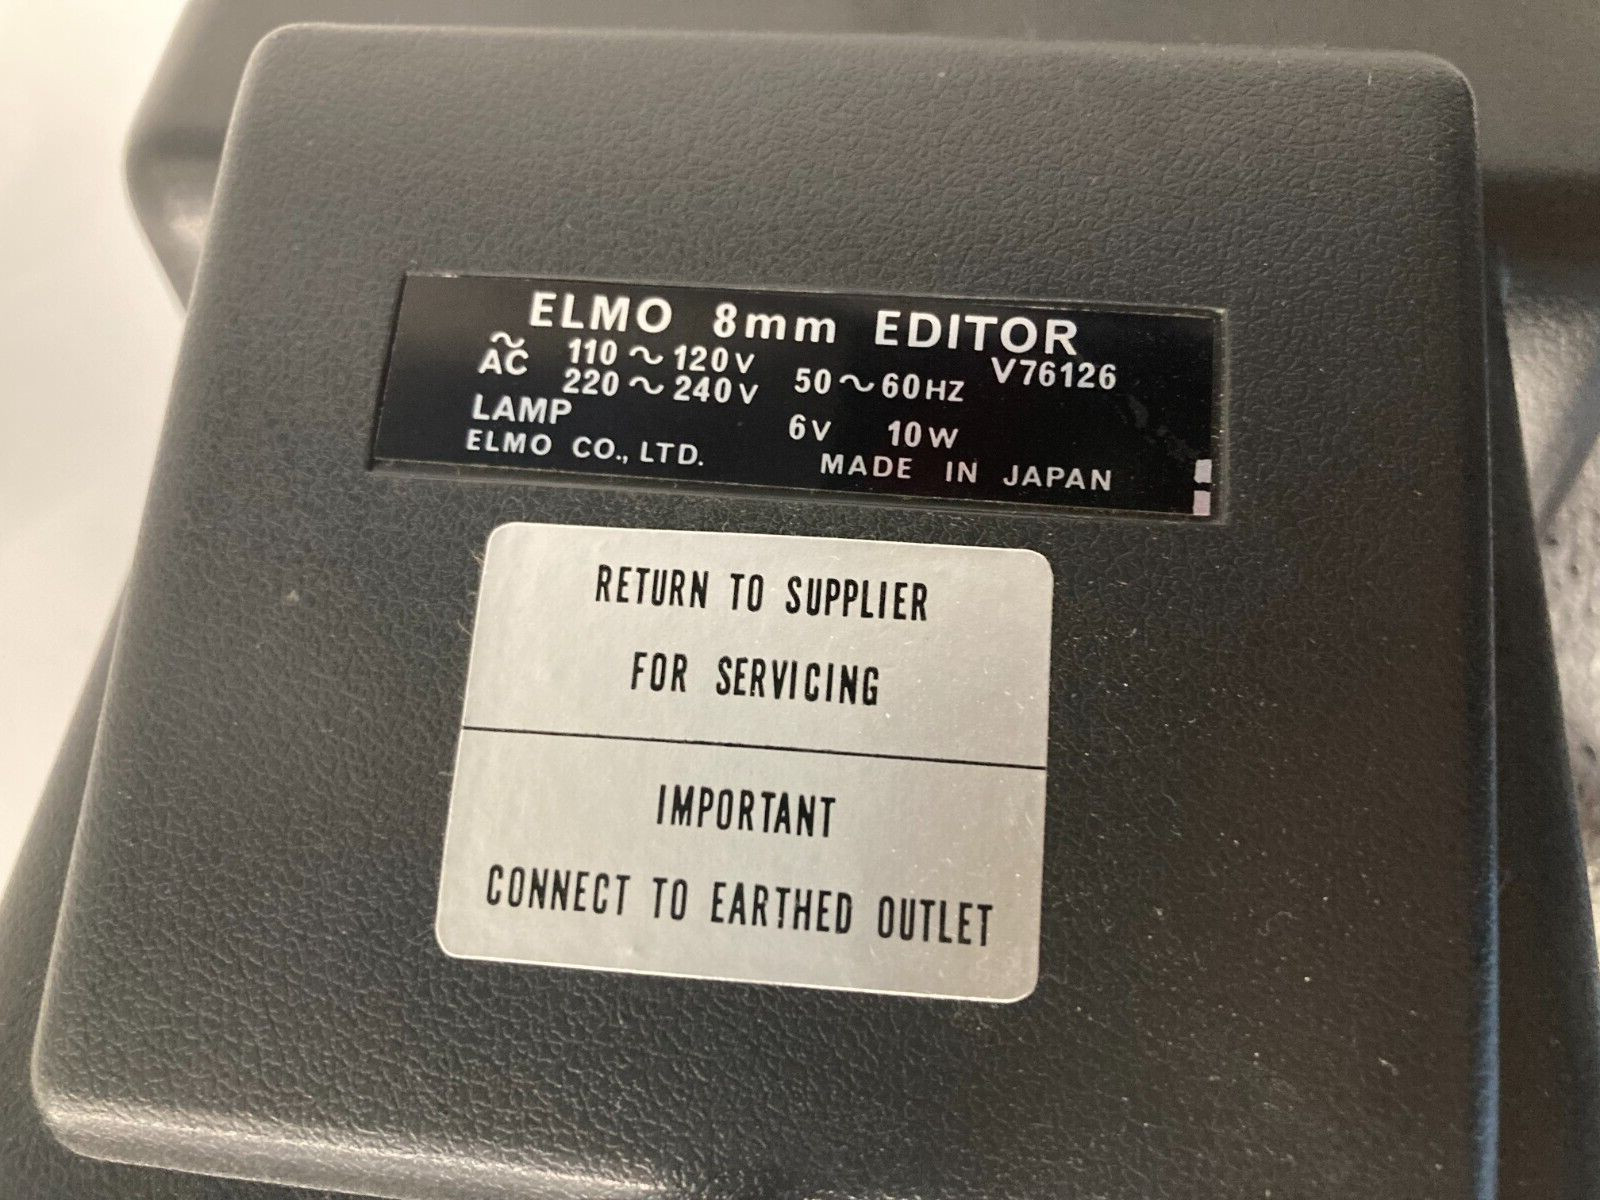 ELMO 8mm EDITOR
~
AC 110 ~ 120V 50 ~ 60HZ V76126
220 ~ 240V
LAMP 6V 10W
ELMO CO., LTD. MADE IN JAPAN
RETURN TO SUPPLIER
FOR SERVICING
IMPORTANT
CONNECT TO EARTHED OUTLET